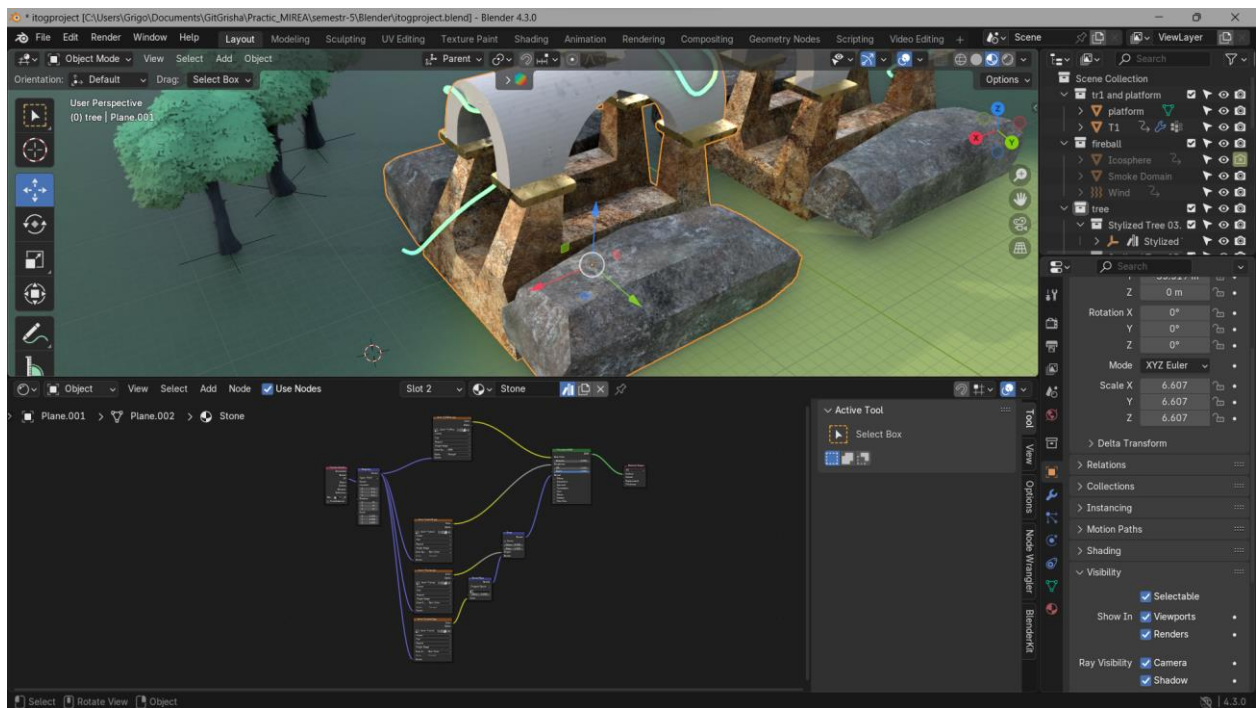 * itogproject [C:\Users\Grigo\Documents\GitGrisha\Practic_MIREA\semestr-5\Blender\itogproject.blend] - Blender 4.3.0
File Edit Render Window Help Layout Modeling Sculpting UV Editing Texture Paint Shading Animation Rendering Compositing Geometry Nodes Scripting Video Editing + Scene ViewLayer
Object Mode View Select Add Object Parent Search
Orientation: Default Drag: Select Box Options
User Perspective
(0) tree | Plane.001
X
Y
Z
Scene Collection
tr1 and platform
platform
T1
fireball
Icosphere
Smoke Domain
Wind
tree
Stylized Tree 03.
Stylized
Search
Z 0 m
Rotation X 0°
Y 0°
Z 0°
Mode XYZ Euler
Scale X 6.607
Y 6.607
Z 6.607
Delta Transform
Relations
Collections
Instancing
Motion Paths
Shading
Visibility
Selectable
Show In Viewports
Renders
Ray Visibility Camera
Shadow
Object View Select Add Node Use Nodes Slot 2 Stone
Plane.001 > Plane.002 > Stone
Active Tool
Select Box
Tool
View
Options
Node Wrangler
BlenderKit
Select Rotate View Object 4.3.0